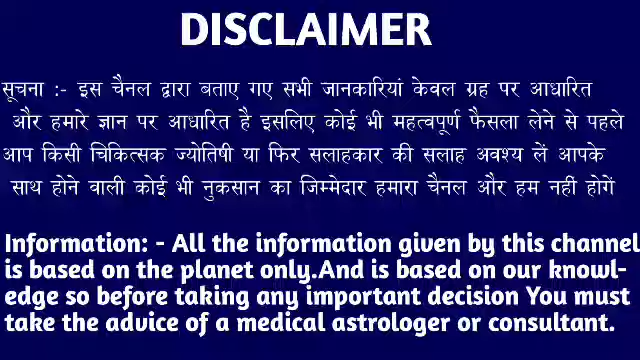 DISCLAIMER
सूचना :- इस चैनल द्वारा बताए गए सभी जानकारियां केवल ग्रह पर आधारित
और हमारे ज्ञान पर आधारित है इसलिए कोई भी महत्वपूर्ण फैसला लेने से पहले
आप किसी चिकित्सक ज्योतिषी या फिर सलाहकार की सलाह अवश्य लें आपके
साथ होने वाली कोई भी नुकसान का जिम्मेदार हमारा चैनल और हम नहीं होगें
Information: - All the information given by this channel
is based on the planet only.And is based on our knowl-
edge so before taking any important decision You must
take the advice of a medical astrologer or consultant.